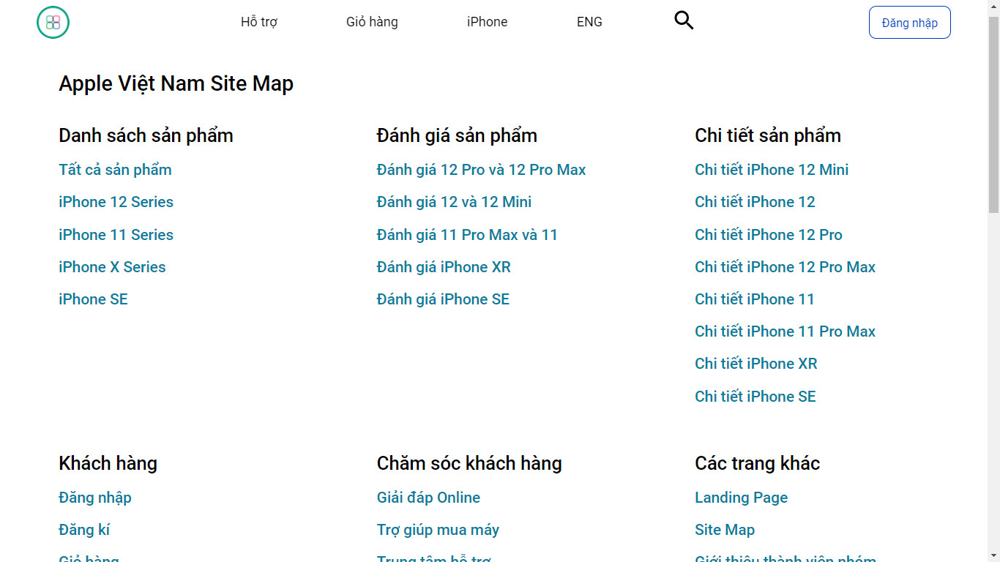 Hỗ trợ
Giỏ hàng
iPhone
ENG
Đăng nhập
Apple Việt Nam Site Map
Danh sách sản phẩm
Tất cả sản phẩm
iPhone 12 Series
iPhone 11 Series
iPhone X Series
iPhone SE
Đánh giá sản phẩm
Đánh giá 12 Pro và 12 Pro Max
Đánh giá 12 và 12 Mini
Đánh giá 11 Pro Max và 11
Đánh giá iPhone XR
Đánh giá iPhone SE
Chi tiết sản phẩm
Chi tiết iPhone 12 Mini
Chi tiết iPhone 12
Chi tiết iPhone 12 Pro
Chi tiết iPhone 12 Pro Max
Chi tiết iPhone 11
Chi tiết iPhone 11 Pro Max
Chi tiết iPhone XR
Chi tiết iPhone SE
Khách hàng
Đăng nhập
Đăng kí
Giỏ hàng
Chăm sóc khách hàng
Giải đáp Online
Trợ giúp mua máy
Trung tâm hỗ trợ
Các trang khác
Landing Page
Site Map
Giới thiệu thành viên nhóm